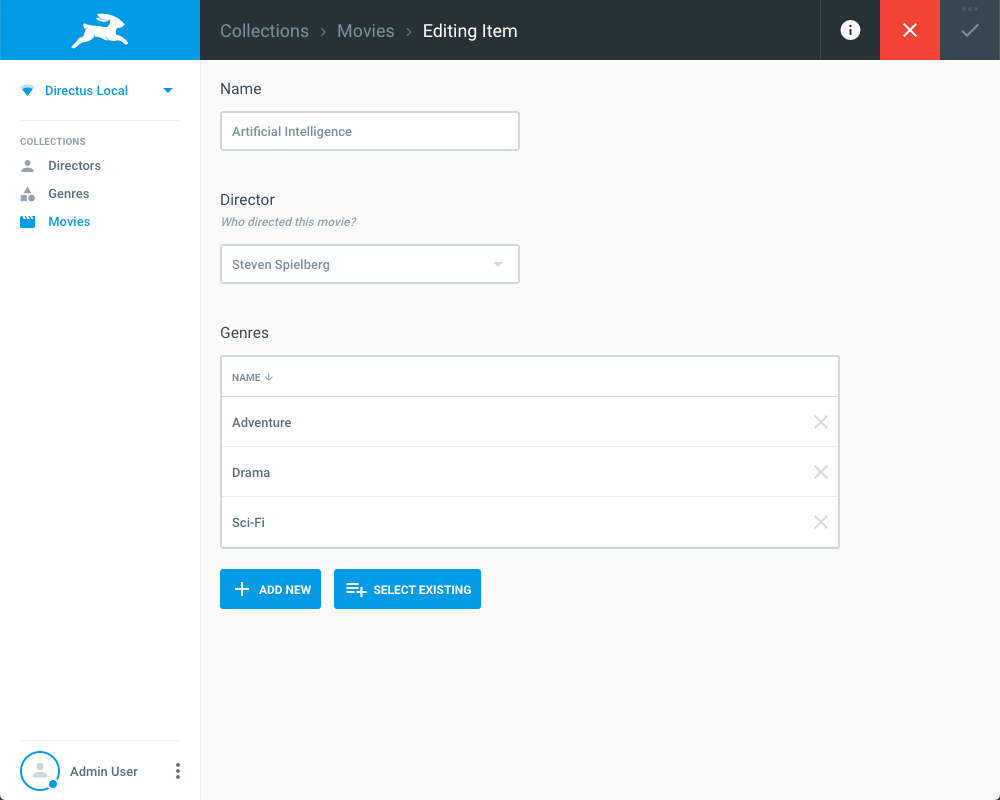 Collections › Movies › Editing Item
Directus Local
COLLECTIONS
Directors
Genres
Movies
Admin User
Name
Artificial Intelligence
Director
Who directed this movie?
Steven Spielberg
Genres
NAME
Adventure
Drama
Sci-Fi
ADD NEW
SELECT EXISTING